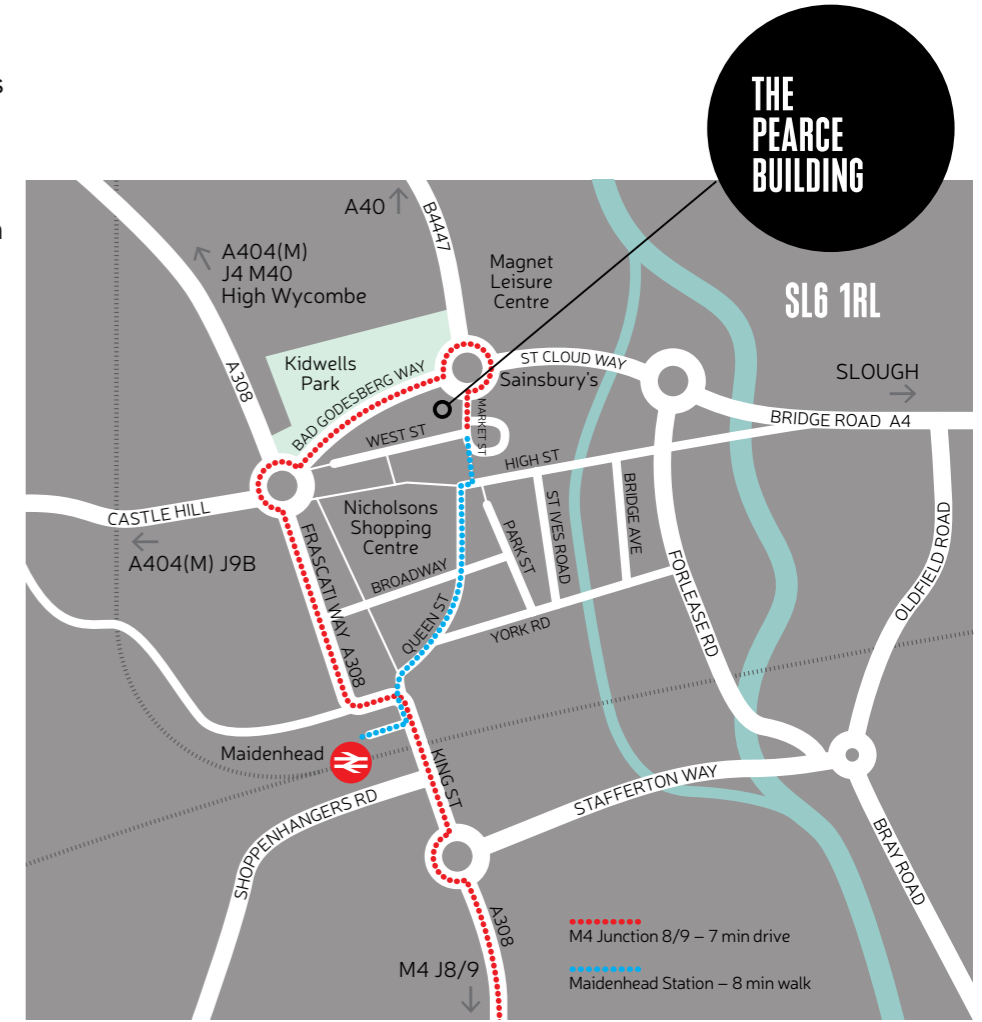 s
THE
PEARCE
BUILDING
A40
B4447
A404(M)
J4 M40
High Wycombe
Magnet
Leisure
Centre
SL6 1RL
A308
Kidwells
Park
BAD GODESBERG WAY
ST CLOUD WAY
Sainsbury's
SLOUGH
BRIDGE ROAD A4
MARKET ST
WEST ST
HIGH ST
CASTLE HILL
A404(M) J9B
Nicholsons
Shopping
Centre
FRASCATI WAY A308
BROADWAY
QUEEN ST
PARK ST
ST IVES ROAD
BRIDGE AVE
YORK RD
FORLEASE RD
OLDFIELD ROAD
Maidenhead
KING ST
SHOPPENHANGERS RD
STAFFERTON WAY
BRAY ROAD
A308
M4 J8/9
M4 Junction 8/9 – 7 min drive
Maidenhead Station – 8 min walk